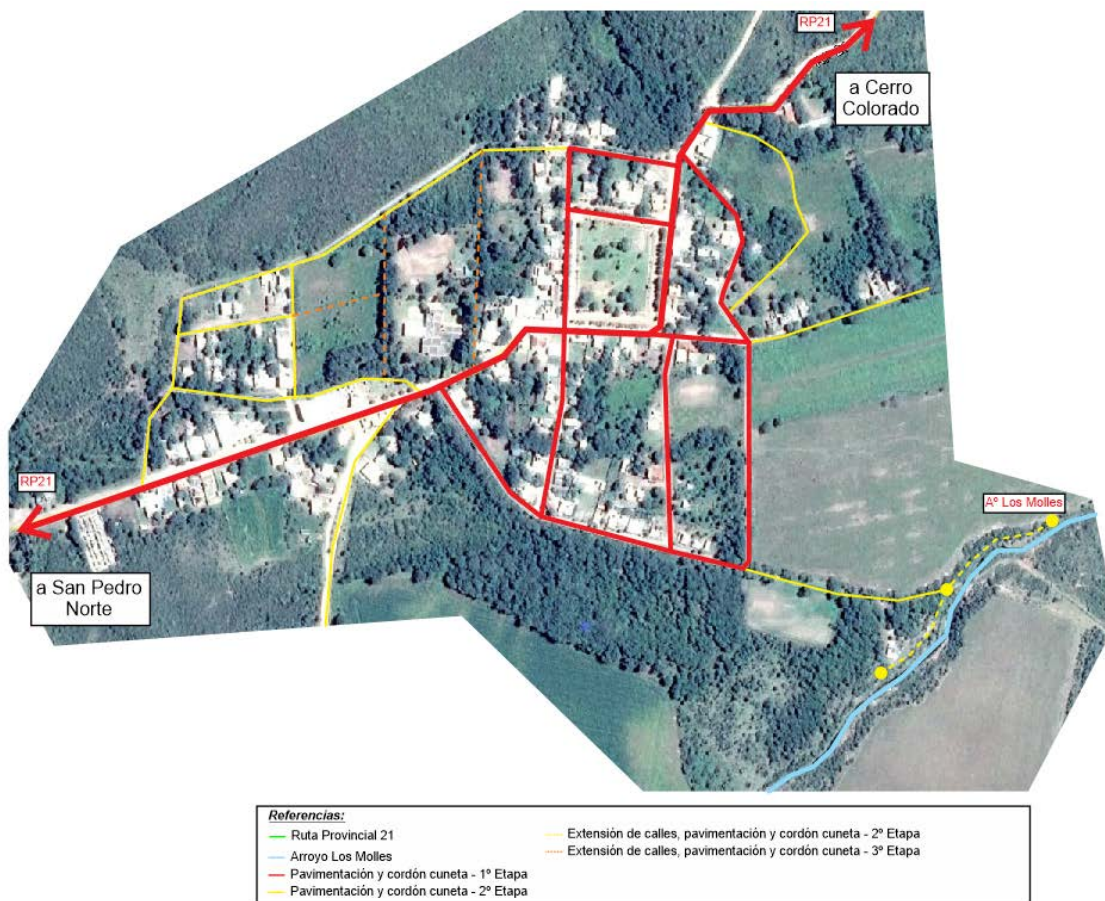 RP21
a Cerro
Colorado
RP21
Aº Los Molles
a San Pedro
Norte
Referencias:
Ruta Provincial 21
Arroyo Los Molles
Pavimentación y cordón cuneta - 1º Etapa
Pavimentación y cordón cuneta - 2º Etapa
Extensión de calles, pavimentación y cordón cuneta - 2º Etapa
Extensión de calles, pavimentación y cordón cuneta - 3º Etapa